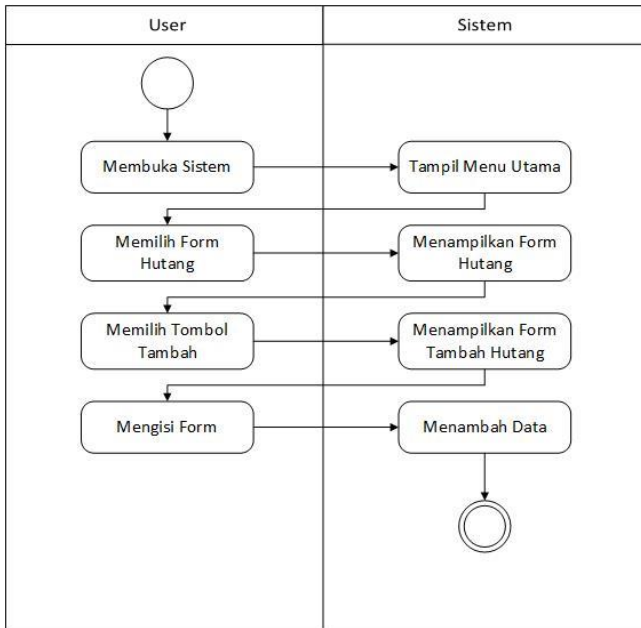 User
Sistem
Membuka Sistem
Tampil Menu Utama
Memilih Form
Hutang
Menampilkan Form
Hutang
Memilih Tombol
Tambah
Menampilkan Form
Tambah Hutang
Mengisi Form
Menambah Data